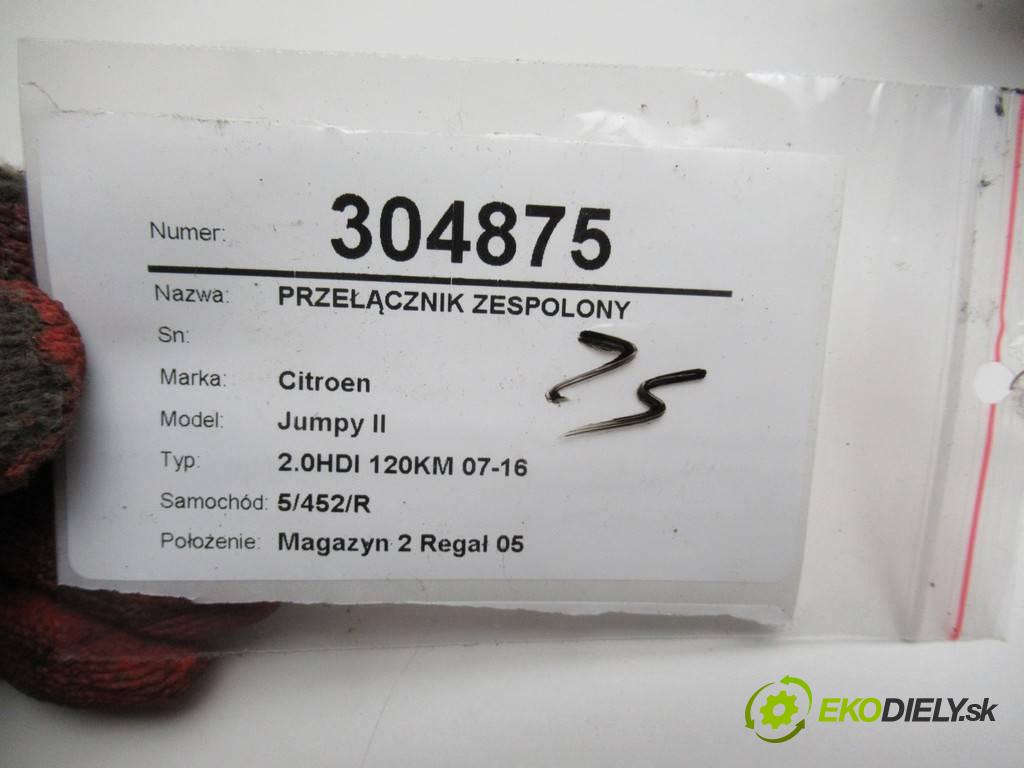 Numer: 304875
Nazwa: PRZEŁĄCZNIK ZESPOLONY
Sn:
Marka: Citroen
Model: Jumpy II
Typ: 2.0HDI 120KM 07-16
Samochód: 5/452/R
Położenie: Magazyn 2 Regał 05
EKODIELY.sk